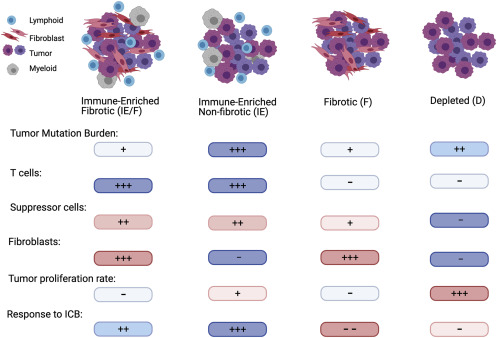 Lymphoid
Fibroblast
Tumor
Myeloid
Immune-Enriched
Fibrotic (IE/F)
Immune-Enriched
Non-fibrotic (IE)
Fibrotic (F)
Depleted (D)
Tumor Mutation Burden:
+ +++ + ++
T cells:
+++ +++ – –
Suppressor cells:
++ ++ + –
Fibroblasts:
+++ – +++ –
Tumor proliferation rate:
– + – +++
Response to ICB:
++ +++ – – –